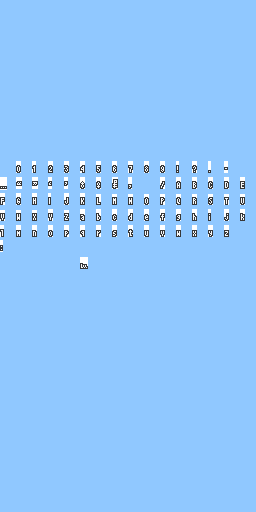 0 1 2 3 4 5 6 7 8 9 ! ? . -
… “ ” ‘ ’ ♂ ♀ , / A B C D E
F G H I J K L M N O P Q R S T U
V W X Y Z a b c d e f g h i j k
l m n o p q r s t u v w x y z
: